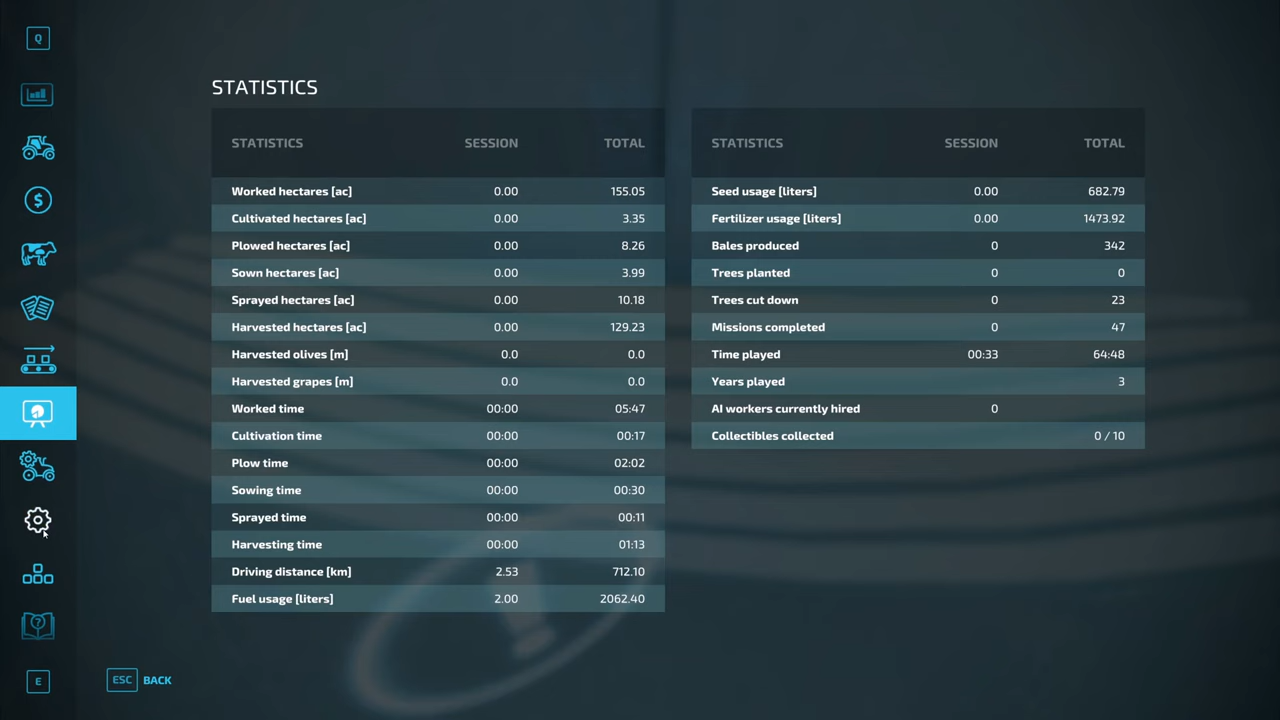 Q
STATISTICS
STATISTICS SESSION TOTAL
Worked hectares [ac] 0.00 155.05
Cultivated hectares [ac] 0.00 3.35
Plowed hectares [ac] 0.00 8.26
Sown hectares [ac] 0.00 3.99
Sprayed hectares [ac] 0.00 10.18
Harvested hectares [ac] 0.00 129.23
Harvested olives [m] 0.0 0.0
Harvested grapes [m] 0.0 0.0
Worked time 00:00 05:47
Cultivation time 00:00 00:17
Plow time 00:00 02:02
Sowing time 00:00 00:30
Sprayed time 00:00 00:11
Harvesting time 00:00 01:13
Driving distance [km] 2.53 712.10
Fuel usage [liters] 2.00 2062.40
STATISTICS SESSION TOTAL
Seed usage [liters] 0.00 682.79
Fertilizer usage [liters] 0.00 1473.92
Bales produced 0 342
Trees planted 0 0
Trees cut down 0 23
Missions completed 0 47
Time played 00:33 64:48
Years played 3
AI workers currently hired 0
Collectibles collected 0 / 10
E
ESC BACK